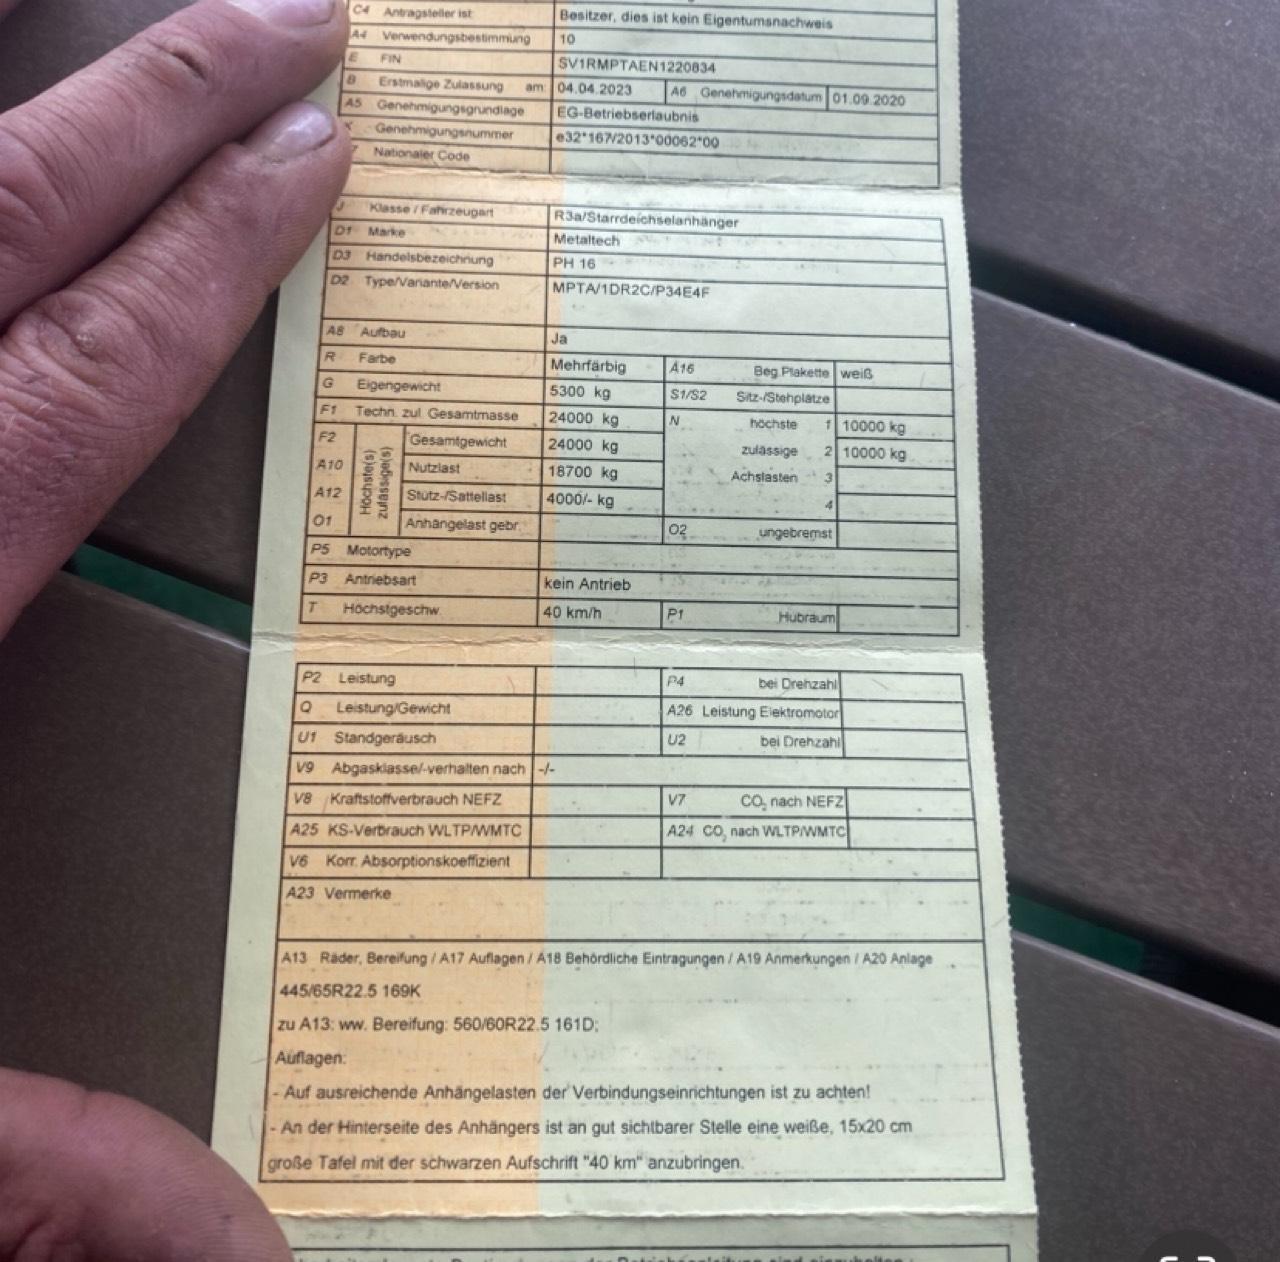 C4 Antragsteller ist Besitzer, dies ist kein Eigentumsnachweis
A4 Verwendungsbestimmung 10
E FIN SV1RMPTAEN1220834
B Erstmalige Zulassung am 04.04.2023 A6 Genehmigungsdatum 01.09.2020
A5 Genehmigungsgrundlage EG-Betriebserlaubnis
K Genehmigungsnummer e32*167/2013*00062*00
7 Nationaler Code
J Klasse / Fahrzeugart R3a/Starrdeichselanhänger
D1 Marke Metaltech
D3 Handelsbezeichnung PH 16
D2 Type/Variante/Version MPTA/1DR2C/P34E4F
A8 Aufbau Ja
R Farbe Mehrfärbig A16 Beg.Plakette weiß
G Eigengewicht 5300 kg S1/S2 Sitz-/Stehplätze
F1 Techn. zul. Gesamtmasse 24000 kg N höchste 1 10000 kg
F2 Höchste(s) zulässige(s) Gesamtgewicht 24000 kg zulässige 2 10000 kg
A10 Nutzlast 18700 kg Achslasten 3
A12 Stütz-/Sattellast 4000/- kg 4
O1 Anhängelast gebr. O2 ungebremst
P5 Motortype
P3 Antriebsart kein Antrieb
T Höchstgeschw. 40 km/h P1 Hubraum
P2 Leistung P4 bei Drehzahl
Q Leistung/Gewicht A26 Leistung Elektromotor
U1 Standgeräusch U2 bei Drehzahl
V9 Abgasklasse/-verhalten nach -/-
V8 Kraftstoffverbrauch NEFZ V7 CO₂ nach NEFZ
A25 KS-Verbrauch WLTP/WMTC A24 CO₂ nach WLTP/WMTC
V6 Korr. Absorptionskoeffizient
A23 Vermerke
A13 Räder, Bereifung / A17 Auflagen / A18 Behördliche Eintragungen / A19 Anmerkungen / A20 Anlage
445/65R22.5 169K
zu A13: ww. Bereifung: 560/60R22.5 161D;
Auflagen:
- Auf ausreichende Anhängelasten der Verbindungseinrichtungen ist zu achten!
- An der Hinterseite des Anhängers ist an gut sichtbarer Stelle eine weiße, 15x20 cm
große Tafel mit der schwarzen Aufschrift "40 km" anzubringen.